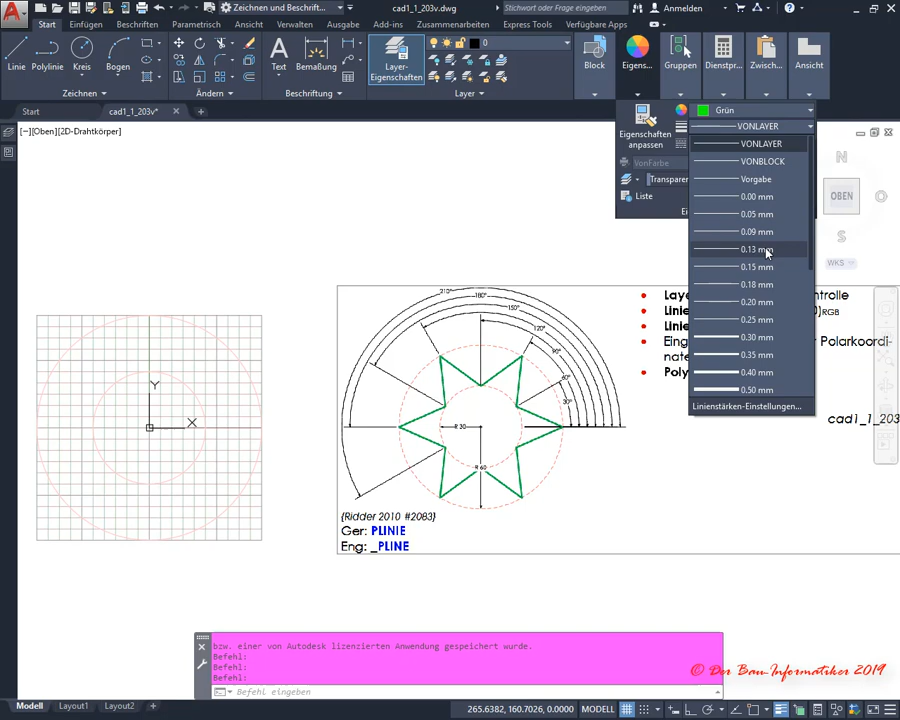 Zeichnen und Beschrift...
cad1_1_203v.dwg
Stichwort oder Frage eingeben
Anmelden
Start Einfügen Beschriften Parametrisch Ansicht Verwalten Ausgabe Add-ins Zusammenarbeiten Express Tools Verfügbare Apps
Linie
Polylinie
Kreis
Bogen
Text
Bemaßung
Layer-
Eigenschaften
0
Block
Eigens...
Gruppen
Dienstpr...
Zwisch...
Ansicht
Zeichnen
Ändern
Beschriftung
Layer
Start
cad1_1_203v*
[−][Oben][2D-Drahtkörper]
Eigenschaften
anpassen
Grün
VONLAYER
VonFarbe
Transparen
Liste
VONLAYER
VONBLOCK
Vorgabe
0.00 mm
0.05 mm
0.09 mm
0.13 mm
0.15 mm
0.18 mm
0.20 mm
0.25 mm
0.30 mm
0.35 mm
0.40 mm
0.50 mm
Linienstärken-Einstellungen...
N
OBEN
O
S
WKS
Y
X
210°
180°
150°
120°
90°
30°
R 30
R 60
ntrolle
)RGB
Polarkoordi-
nate
cad1_1_203
{Ridder 2010 #2083}
Ger: PLINIE
Eng: _PLINE
bzw. einer von Autodesk lizenzierten Anwendung gespeichert wurde.
Befehl:
Befehl:
Befehl:
Befehl eingeben
© Der Bau-Informatiker 2019
Modell Layout1 Layout2
265.6382, 160.7026, 0.0000 MODELL